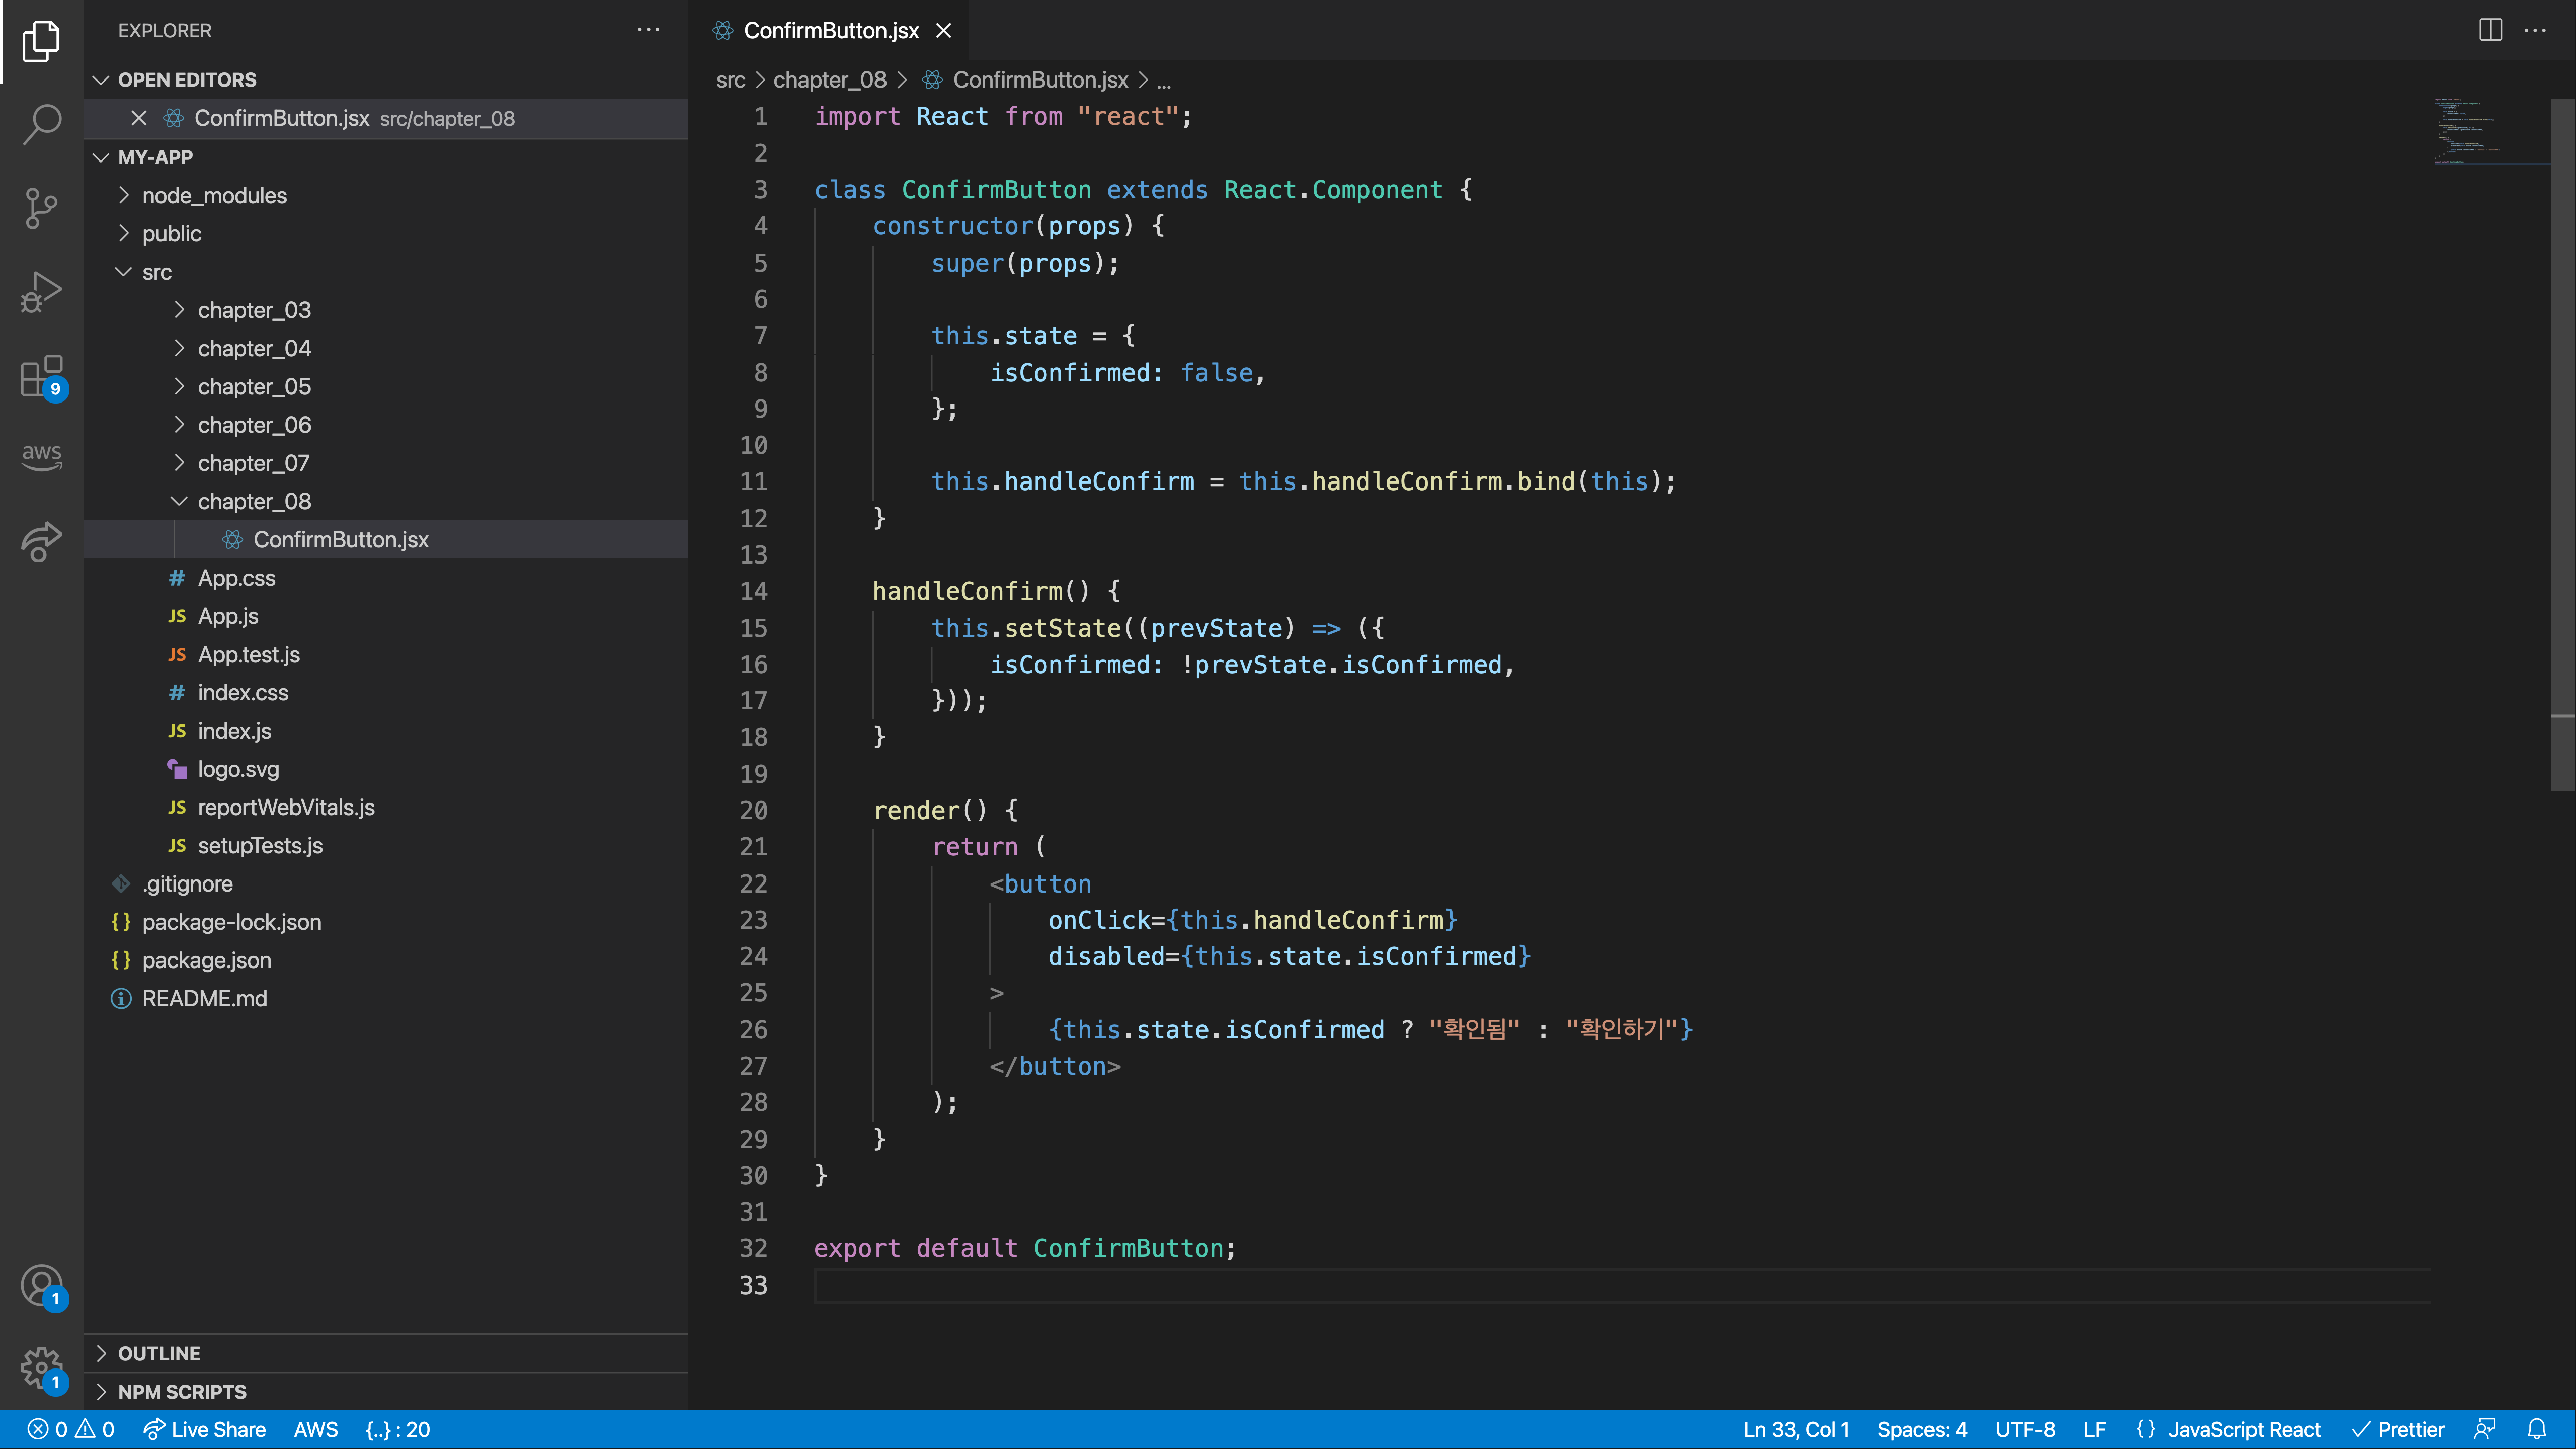 EXPLORER
OPEN EDITORS
ConfirmButton.jsx src/chapter_08
MY-APP
node_modules
public
src
chapter_03
chapter_04
chapter_05
chapter_06
chapter_07
chapter_08
ConfirmButton.jsx
# App.css
JS App.js
JS App.test.js
# index.css
JS index.js
logo.svg
JS reportWebVitals.js
JS setupTests.js
.gitignore
{} package-lock.json
{} package.json
README.md
OUTLINE
NPM SCRIPTS
9
aws
1
1
ConfirmButton.jsx
src > chapter_08 > ConfirmButton.jsx > ...
1 import React from "react";
2
3 class ConfirmButton extends React.Component {
4     constructor(props) {
5         super(props);
6
7         this.state = {
8             isConfirmed: false,
9         };
10
11         this.handleConfirm = this.handleConfirm.bind(this);
12     }
13
14     handleConfirm() {
15         this.setState((prevState) => ({
16             isConfirmed: !prevState.isConfirmed,
17         }));
18     }
19
20     render() {
21         return (
22             <button
23                 onClick={this.handleConfirm}
24                 disabled={this.state.isConfirmed}
25             >
26                 {this.state.isConfirmed ? "확인됨" : "확인하기"}
27             </button>
28         );
29     }
30 }
31
32 export default ConfirmButton;
33
0 0 Live Share AWS {..} : 20 Ln 33, Col 1 Spaces: 4 UTF-8 LF {} JavaScript React Prettier